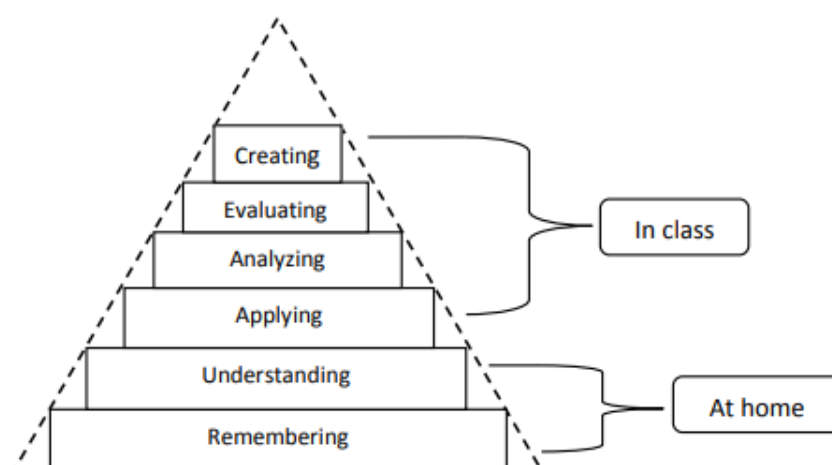 Creating
Evaluating
Analyzing
Applying
Understanding
Remembering
In class
At home